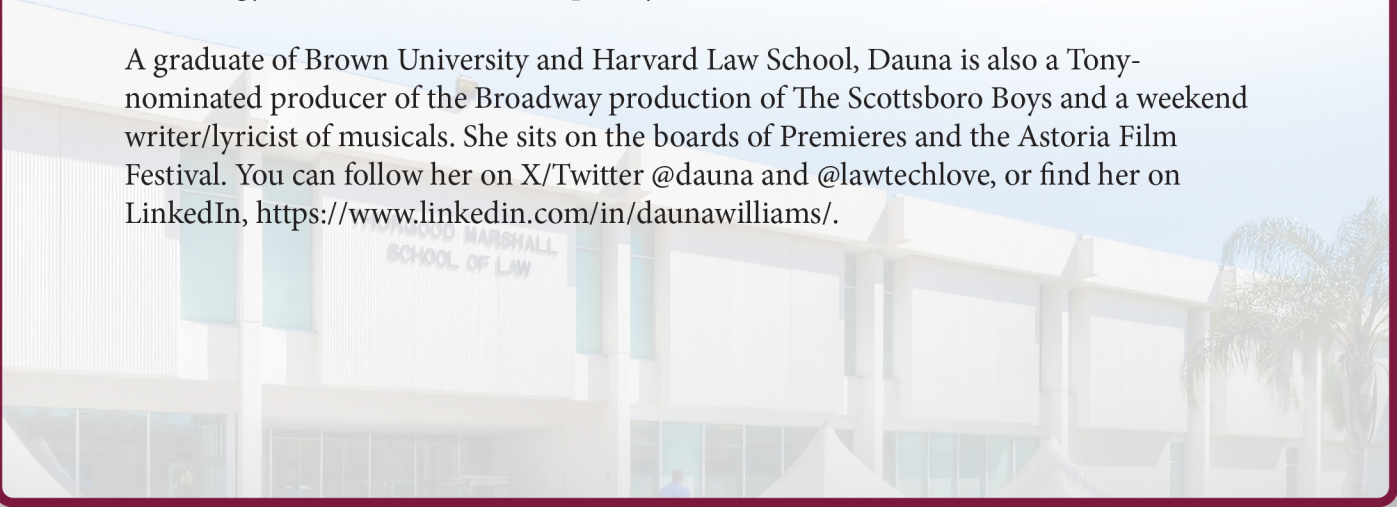 A graduate of Brown University and Harvard Law School, Dauna is also a Tony-
nominated producer of the Broadway production of The Scottsboro Boys and a weekend
writer/lyricist of musicals. She sits on the boards of Premieres and the Astoria Film
Festival. You can follow her on X/Twitter @dauna and @lawtechlove, or find her on
LinkedIn, https://www.linkedin.com/in/daunawilliams/.
THURGOOD MARSHALL
SCHOOL OF LAW